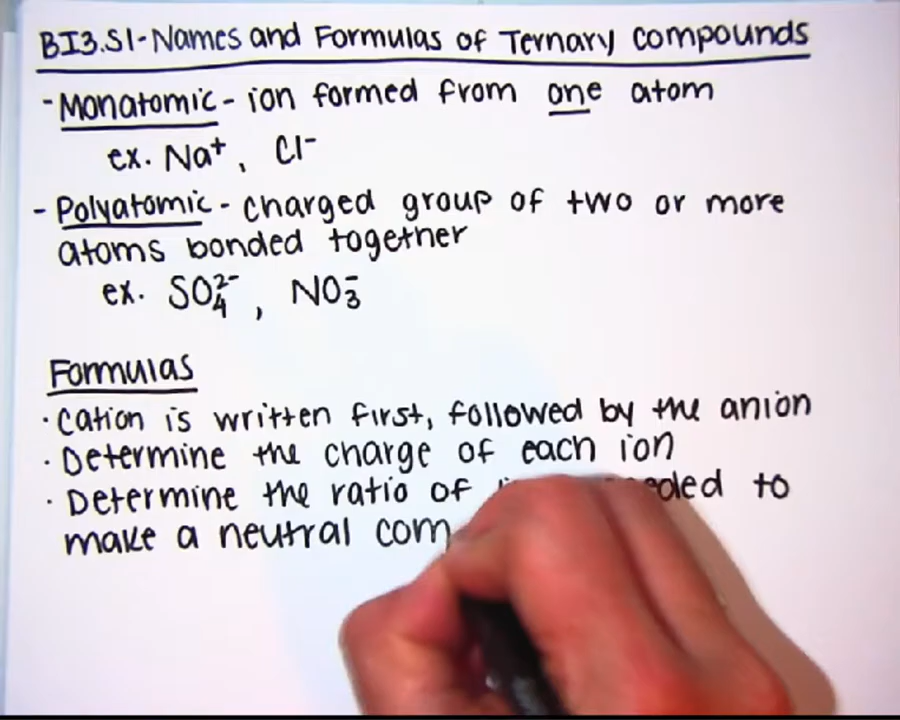 BI3.S1-Names and Formulas of Ternary Compounds
- Monatomic - ion formed from one atom
ex. Na⁺, Cl⁻
- Polyatomic - charged group of two or more
atoms bonded together
ex. SO₄²⁻, NO₃⁻
Formulas
· Cation is written first, followed by the anion
· Determine the charge of each ion
· Determine the ratio of to
make a neutral com